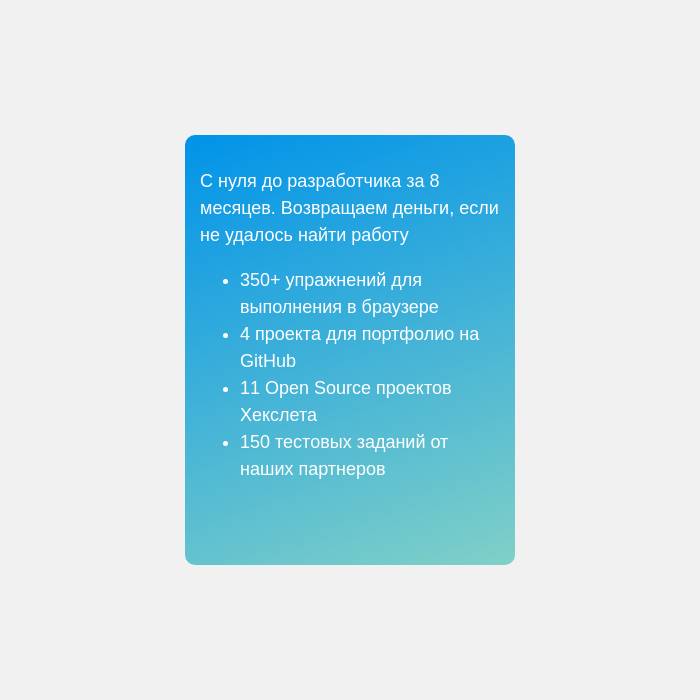 С нуля до разработчика за 8
месяцев. Возвращаем деньги, если
не удалось найти работу
• 350+ упражнений для
выполнения в браузере
• 4 проекта для портфолио на
GitHub
• 11 Open Source проектов
Хекслета
• 150 тестовых заданий от
наших партнеров